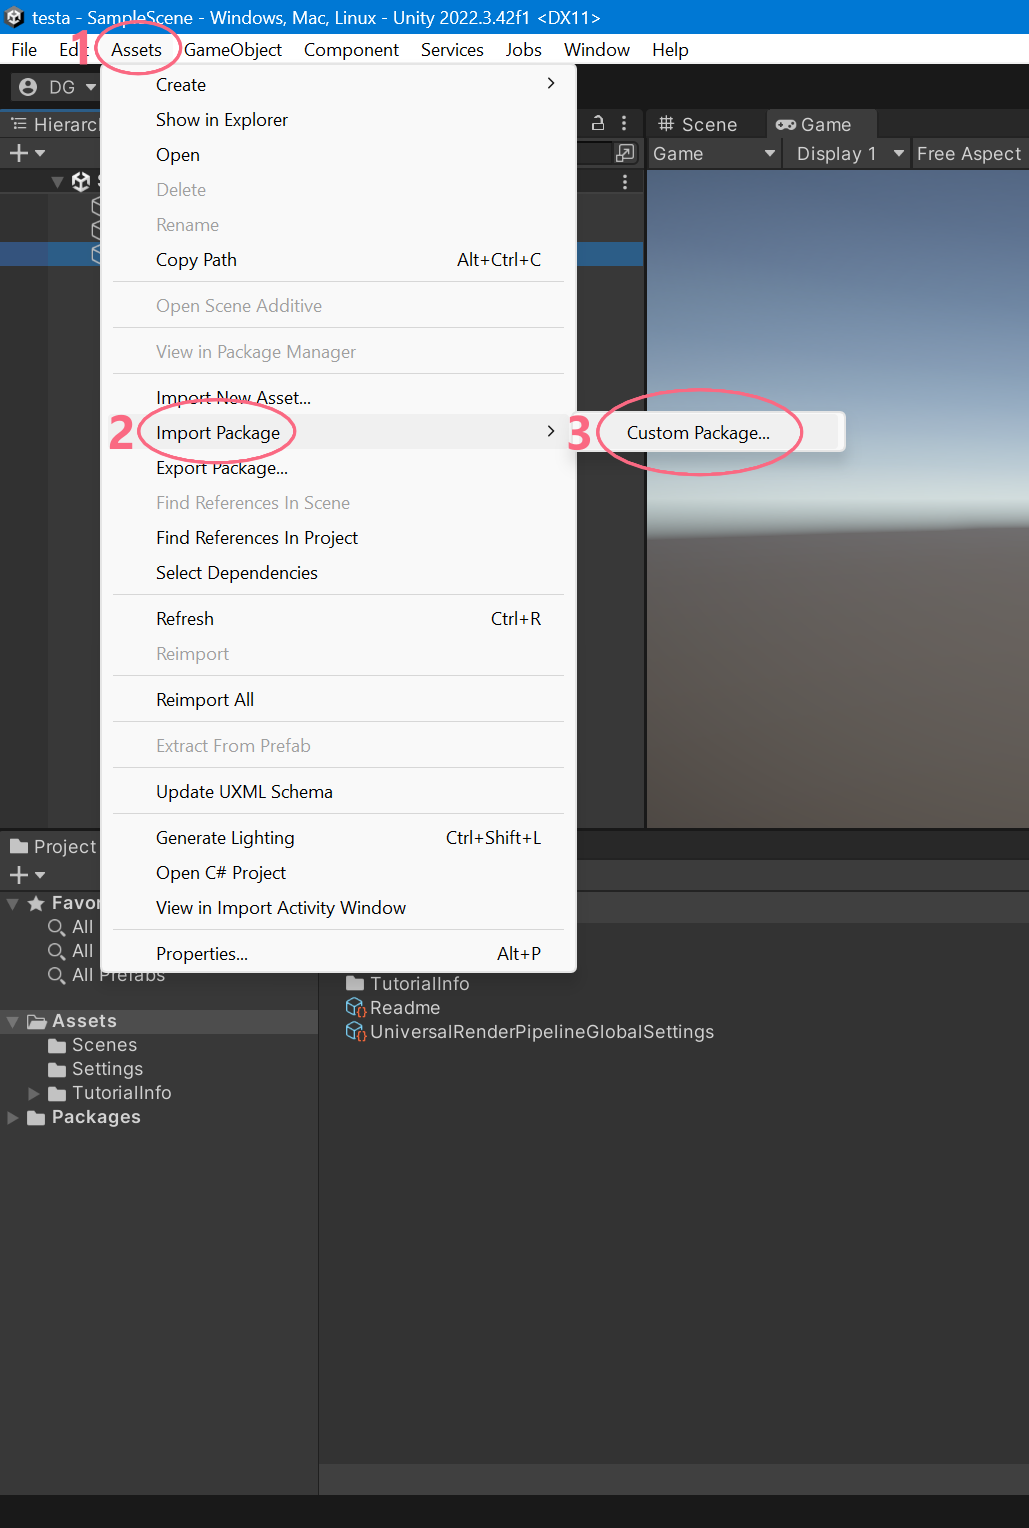 testa - SampleScene - Windows, Mac, Linux - Unity 2022.3.42f1 <DX11>
File Assets GameObject Component Services Jobs Window Help
1
DG
Scene Game
Game Display 1 Free Aspect
Create
Show in Explorer
Open
Delete
Rename
Copy Path Alt+Ctrl+C
Open Scene Additive
View in Package Manager
Import New Asset...
2 Import Package 3 Custom Package...
Export Package...
Find References In Scene
Find References In Project
Select Dependencies
Refresh Ctrl+R
Reimport
Reimport All
Extract From Prefab
Update UXML Schema
Generate Lighting Ctrl+Shift+L
Open C# Project
View in Import Activity Window
Properties... Alt+P
Project
All
All
All Prefabs
Assets
Scenes
Settings
TutorialInfo
Packages
TutorialInfo
Readme
UniversalRenderPipelineGlobalSettings